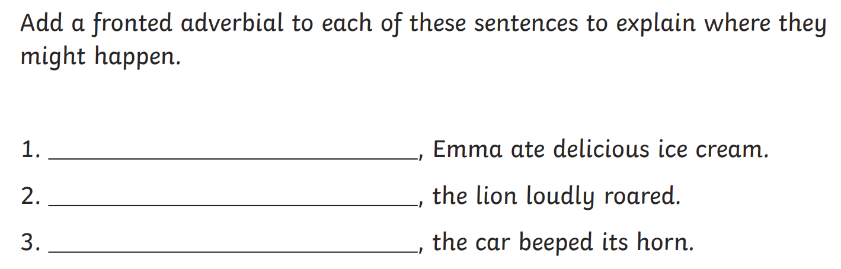 Add a fronted adverbial to each of these sentences to explain where they
might happen.
1. ______________________________, Emma ate delicious ice cream.
2. ______________________________, the lion loudly roared.
3. ______________________________, the car beeped its horn.